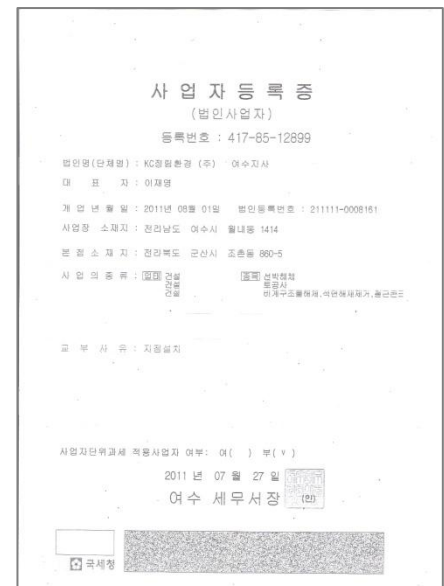 사 업 자 등 록 증
(법인사업자)
등록번호 : 417-85-12899
법인명(단체명) : KC정림환경 (주) 여수지사
대 표 자 : 이재영
개 업 년 월 일 : 2011년 08월 01일 법인등록번호 : 211111-0008161
사업장 소재지 : 전라남도 여수시 월내동 1414
본 점 소 재 지 : 전라북도 군산시 조촌동 860-5
사 업 의 종 류 : 업태 건설 종목 선박해체
건설 토공사
건설 비계구조물해체,석면해체제거,철근콘크
교 부 사 유 : 지점설치
사업자단위과세 적용사업자 여부: 여( ) 부( v )
2011 년 07 월 27 일
여수 세무서장 (인)
국세청